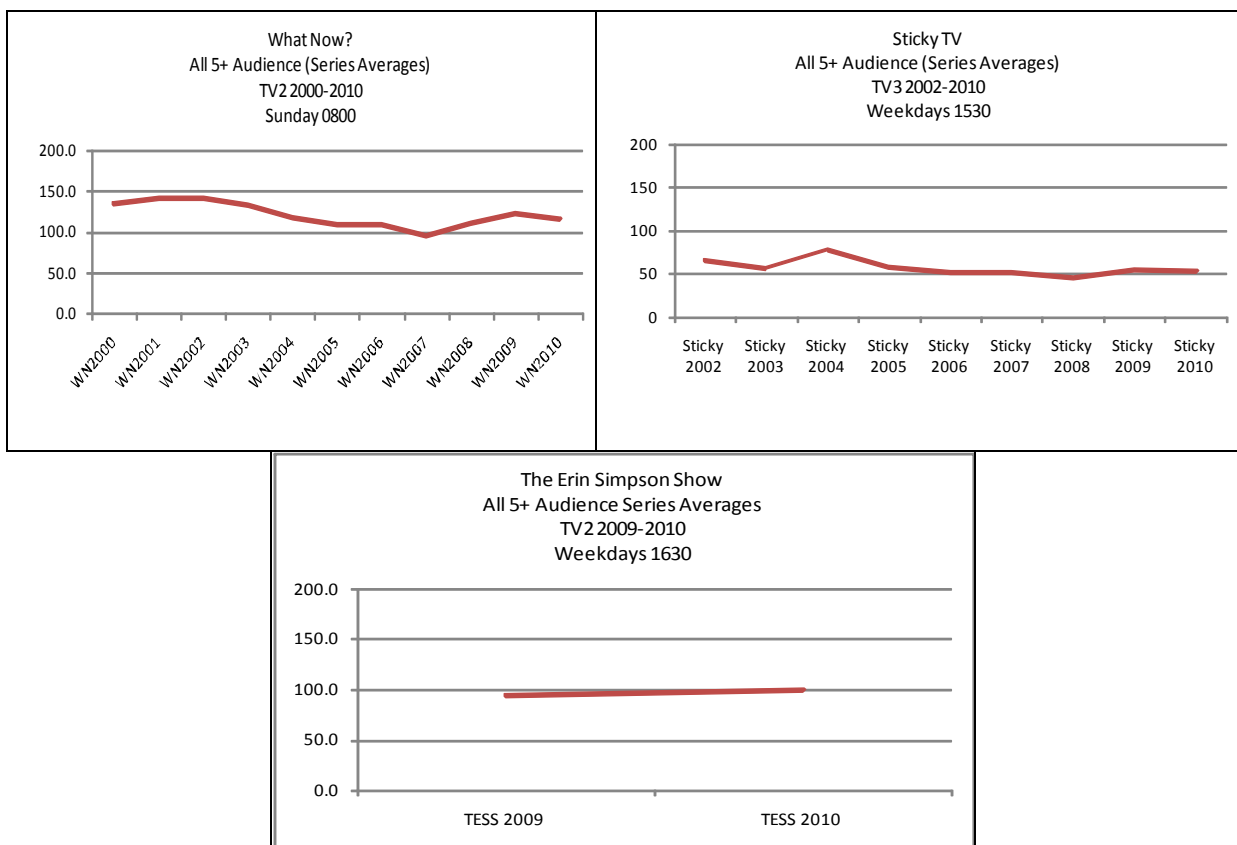 What Now?
All 5+ Audience (Series Averages)
TV2 2000-2010
Sunday 0800
200.0
150.0
100.0
50.0
0.0
WN2000 WN2001 WN2002 WN2003 WN2004 WN2005 WN2006 WN2007 WN2008 WN2009 WN2010
Sticky TV
All 5+ Audience (Series Averages)
TV3 2002-2010
Weekdays 1530
200
150
100
50
0
Sticky Sticky Sticky Sticky Sticky Sticky Sticky Sticky Sticky
2002 2003 2004 2005 2006 2007 2008 2009 2010
The Erin Simpson Show
All 5+ Audience Series Averages
TV2 2009-2010
Weekdays 1630
200.0
150.0
100.0
50.0
0.0
TESS 2009 TESS 2010